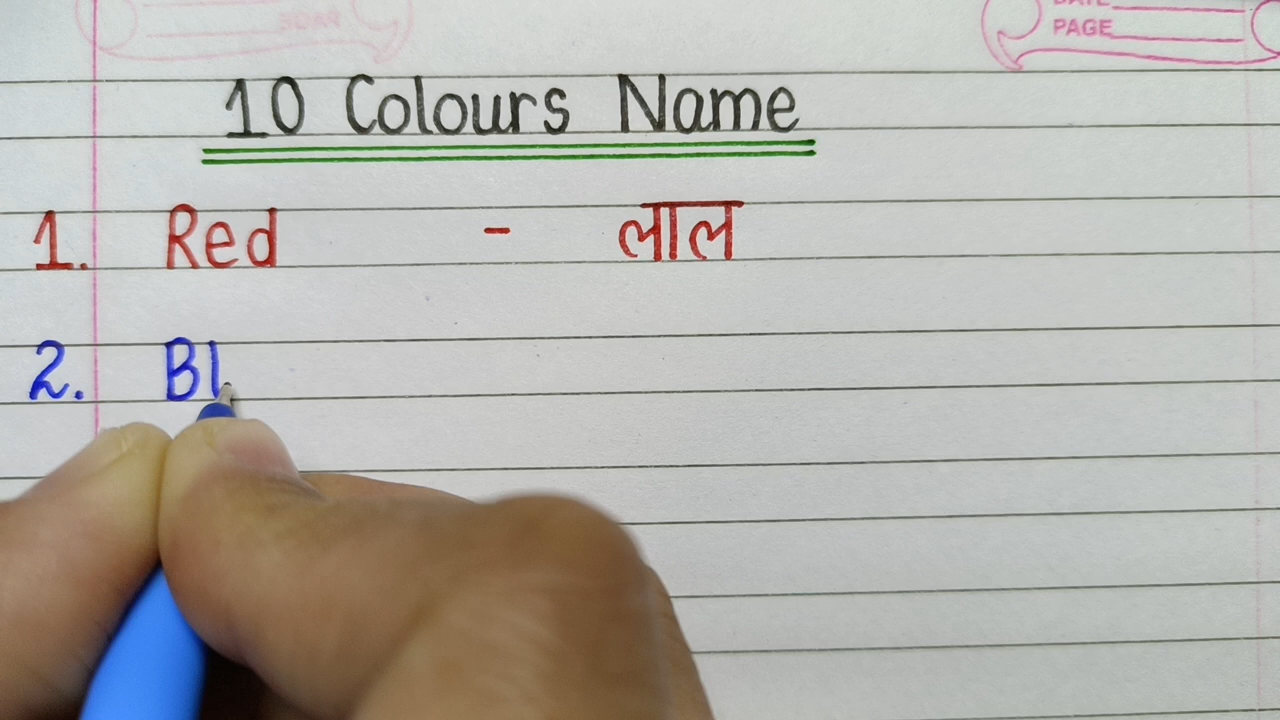 PAGE
10 Colours Name
1. Red - लाल
2. Bl